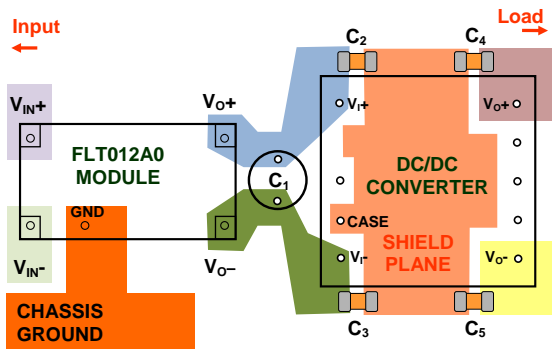 Input
Load
C2
C4
VIN+
VO+
VI+
VO+
FLT012A0
MODULE
C1
DC/DC
CONVERTER
GND
CASE
VIN-
VO–
VI-
SHIELD
PLANE
VO-
CHASSIS
GROUND
C3
C5